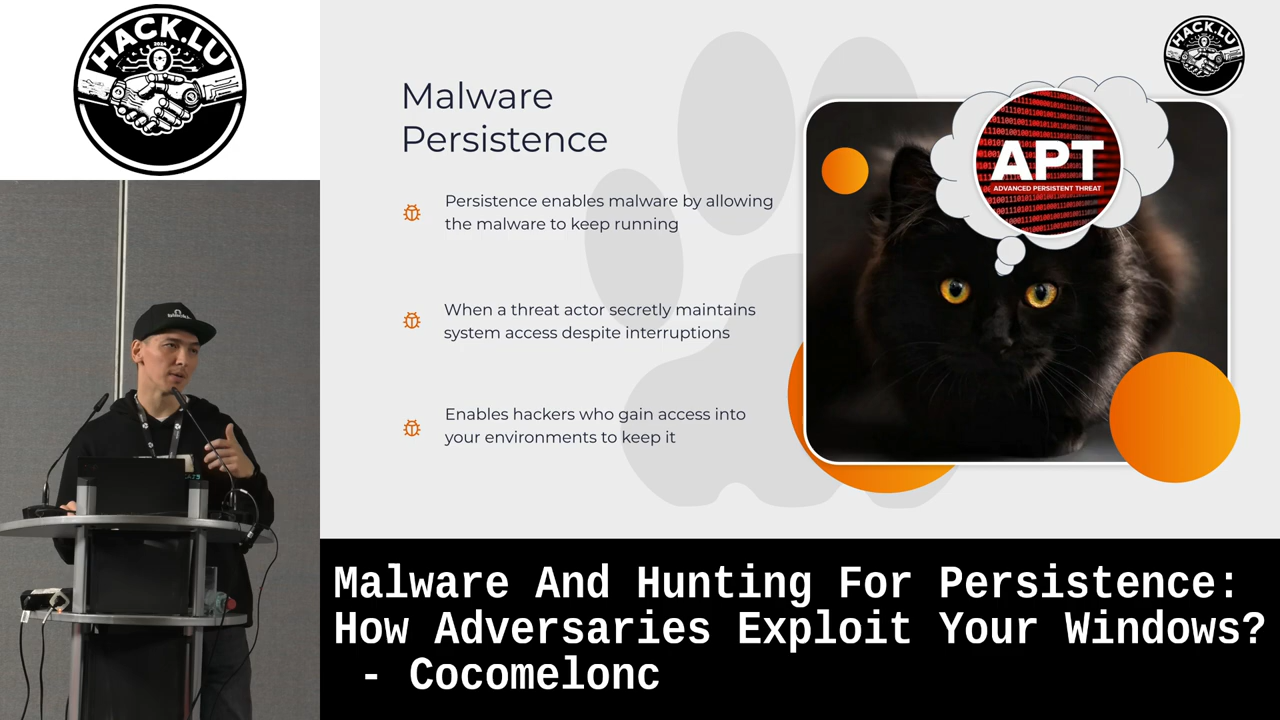 HACK.LU
2024
HACK.LU
Malware
Persistence
APT
ADVANCED PERSISTENT THREAT
Persistence enables malware by allowing
the malware to keep running
When a threat actor secretly maintains
system access despite interruptions
Enables hackers who gain access into
your environments to keep it
Malware And Hunting For Persistence:
How Adversaries Exploit Your Windows?
- Cocomelonc